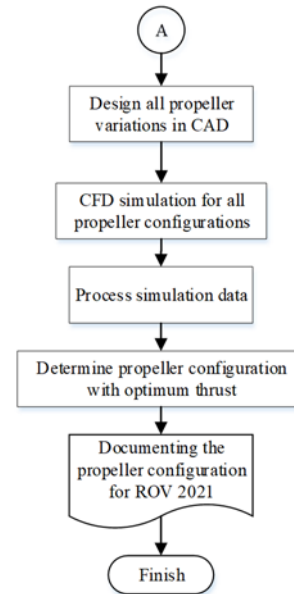 A
Design all propeller
variations in CAD
CFD simulation for all
propeller configurations
Process simulation data
Determine propeller configuration
with optimum thrust
Documenting the
propeller configuration
for ROV 2021
Finish